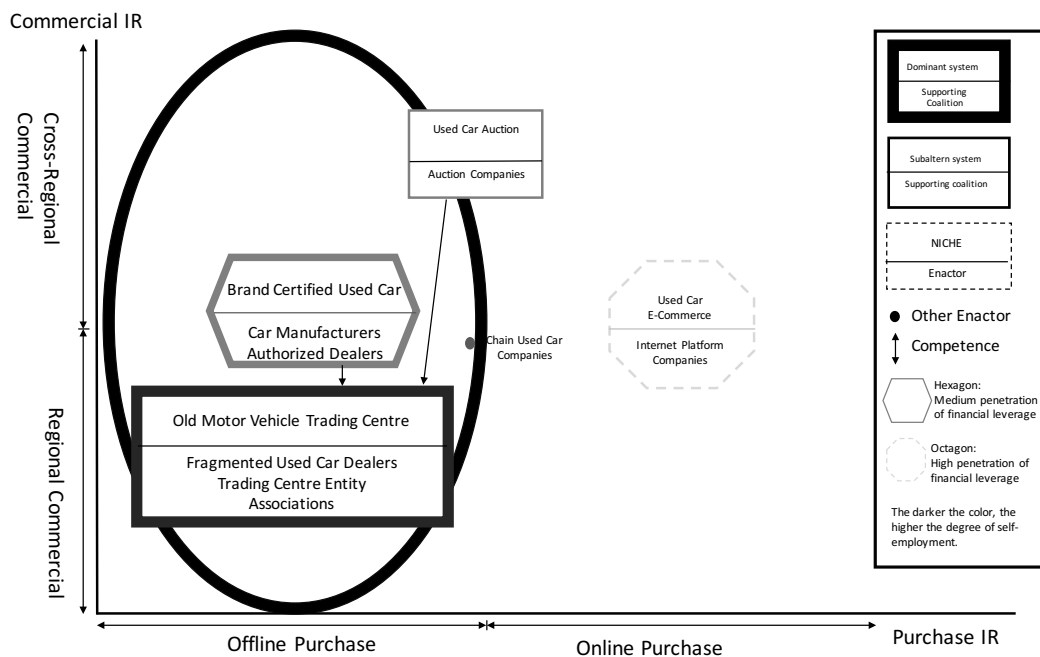 Commercial IR
Cross-Regional
Commercial
Regional Commercial
Used Car Auction
Auction Companies
Brand Certified Used Car
Car Manufacturers
Authorized Dealers
Chain Used Car
Companies
Used Car
E-Commerce
Internet Platform
Companies
Old Motor Vehicle Trading Centre
Fragmented Used Car Dealers
Trading Centre Entity
Associations
Offline Purchase
Online Purchase
Purchase IR
Dominant system
Supporting
Coalition
Subaltern system
Supporting coalition
NICHE
Enactor
Other Enactor
Competence
Hexagon:
Medium penetration
of financial leverage
Octagon:
High penetration of
financial leverage
The darker the color, the
higher the degree of self-
employment.